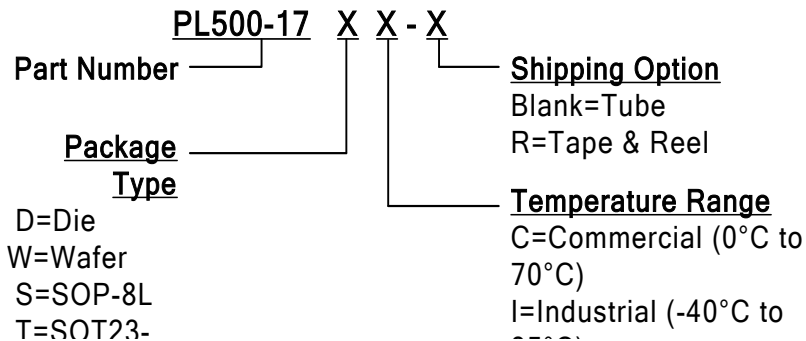 PL500-17 X X - X
Part Number
Shipping Option
Blank=Tube
R=Tape & Reel
Package
Type
D=Die
W=Wafer
S=SOP-8L
T=SOT23-
Temperature Range
C=Commercial (0°C to
70°C)
I=Industrial (-40°C to